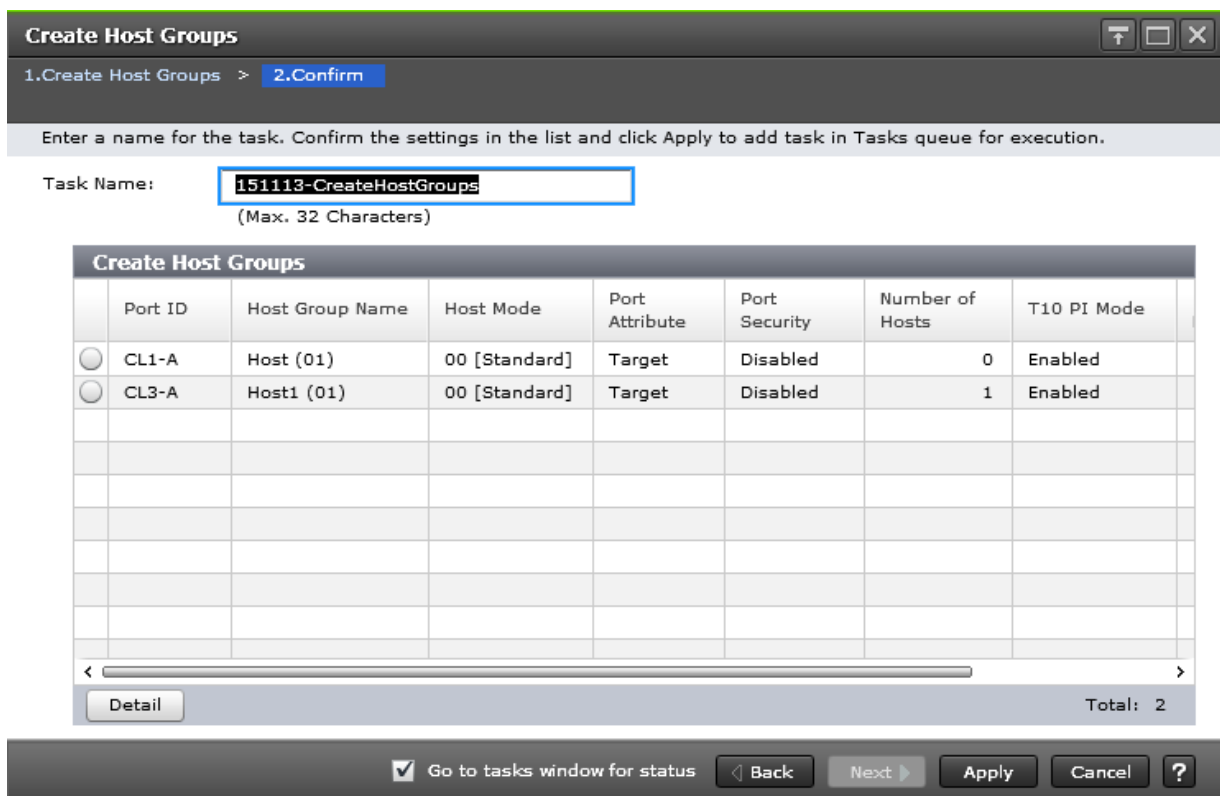 Create Host Groups
1.Create Host Groups > 2.Confirm
Enter a name for the task. Confirm the settings in the list and click Apply to add task in Tasks queue for execution.
Task Name: 151113-CreateHostGroups
(Max. 32 Characters)
Create Host Groups
Port ID Host Group Name Host Mode Port Attribute Port Security Number of Hosts T10 PI Mode
CL1-A Host (01) 00 [Standard] Target Disabled 0 Enabled
CL3-A Host1 (01) 00 [Standard] Target Disabled 1 Enabled
Detail Total: 2
Go to tasks window for status Back Next Apply Cancel ?